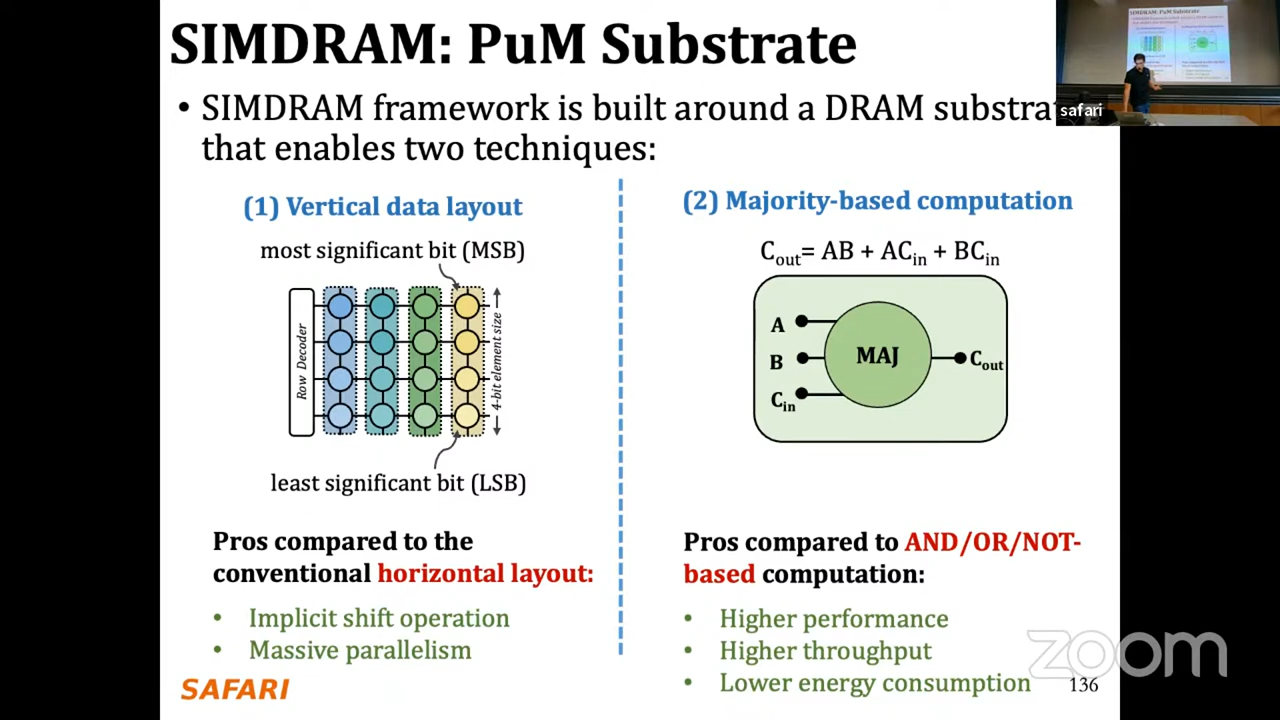 SIMDRAM: PuM Substrate
safari
• SIMDRAM framework is built around a DRAM substra
that enables two techniques:
(1) Vertical data layout
most significant bit (MSB)
Row Decoder
4-bit element size
least significant bit (LSB)
Pros compared to the
conventional horizontal layout:
• Implicit shift operation
• Massive parallelism
(2) Majority-based computation
Cout= AB + ACin + BCin
A
B
Cin
MAJ
Cout
Pros compared to AND/OR/NOT-
based computation:
• Higher performance
• Higher throughput
• Lower energy consumption
SAFARI
zoom
136